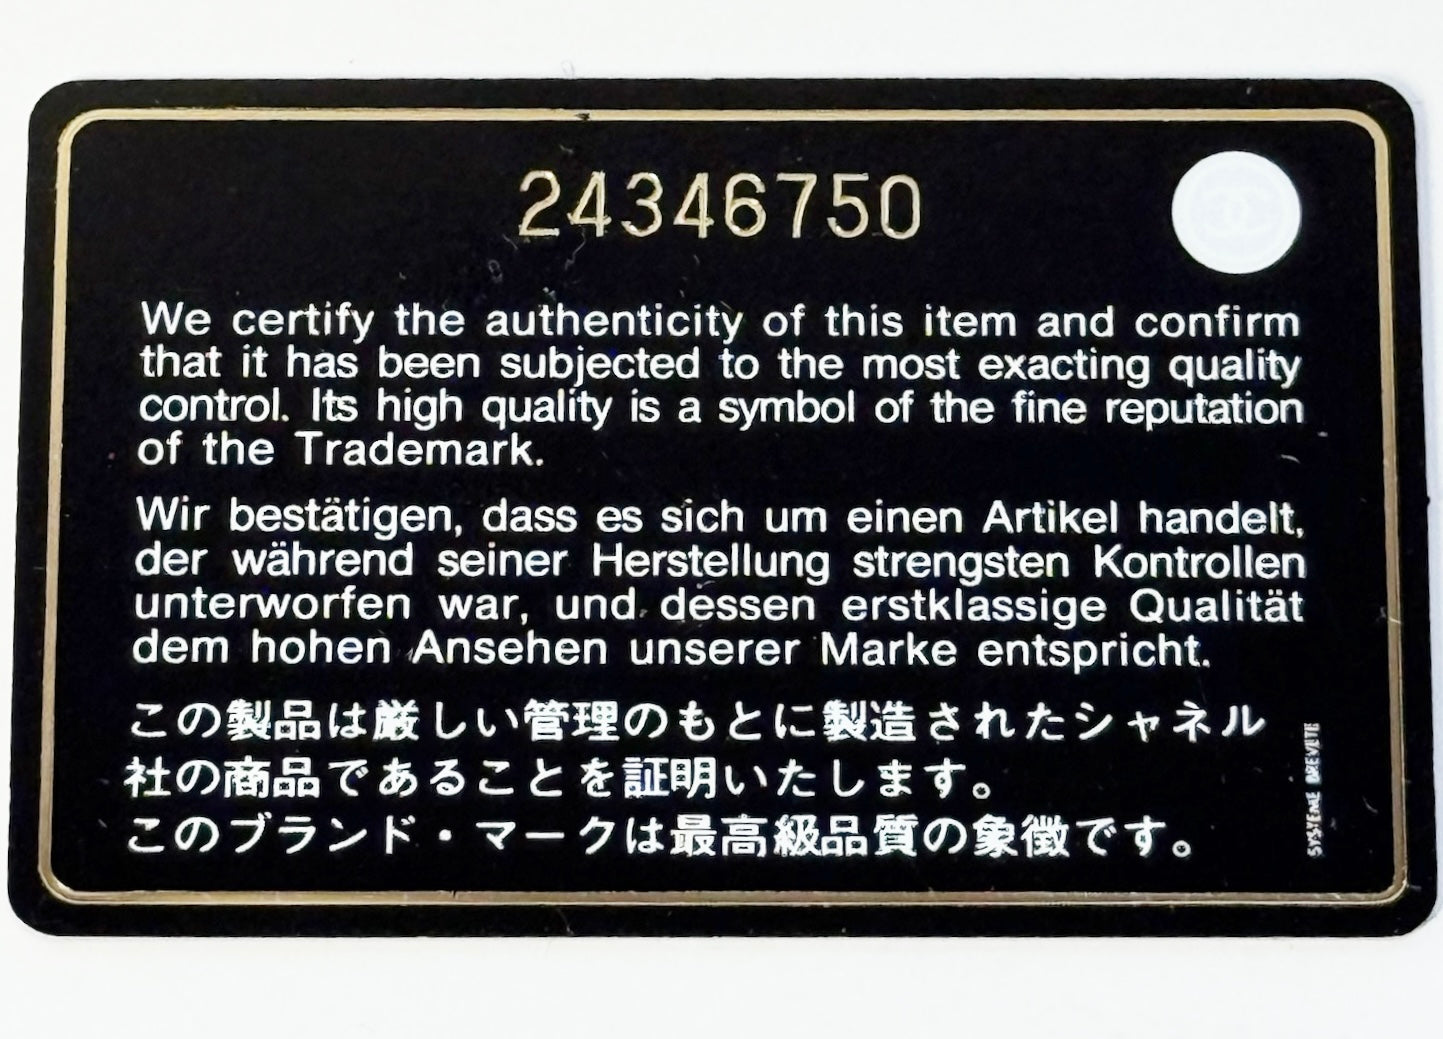 24346750
We certify the authenticity of this item and confirm
that it has been subjected to the most exacting quality
control. Its high quality is a symbol of the fine reputation
of the Trademark.
Wir bestätigen, dass es sich um einen Artikel handelt,
der während seiner Herstellung strengsten Kontrollen
unterworfen war, und dessen erstklassige Qualität
dem hohen Ansehen unserer Marke entspricht.
この製品は厳しい管理のもとに製造されたシャネル
社の商品であることを証明いたします。
このブランド・マークは最高級品質の象徴です。
SYSTEME BREVETE